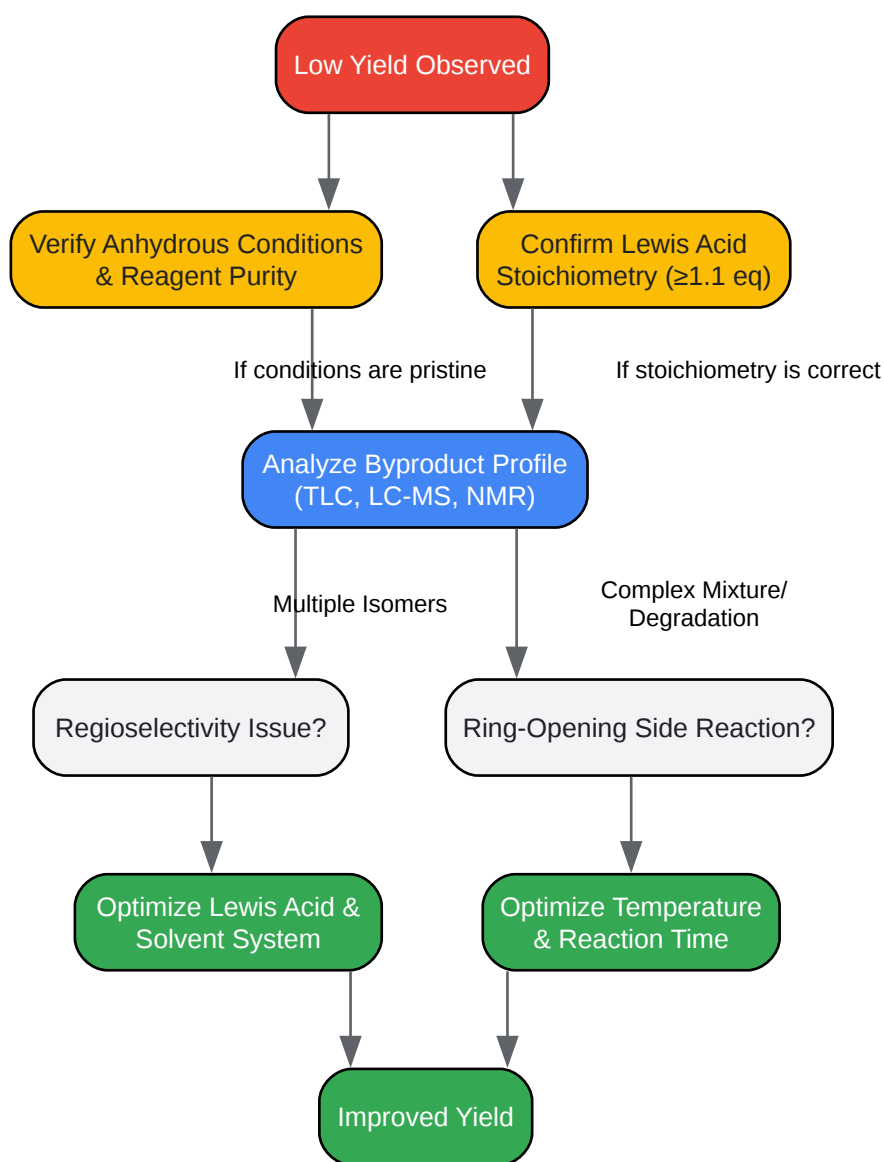 Low Yield Observed
Verify Anhydrous Conditions
& Reagent Purity
Confirm Lewis Acid
Stoichiometry (≥1.1 eq)
If conditions are pristine
If stoichiometry is correct
Analyze Byproduct Profile
(TLC, LC-MS, NMR)
Multiple Isomers
Complex Mixture/
Degradation
Regioselectivity Issue?
Ring-Opening Side Reaction?
Optimize Lewis Acid &
Solvent System
Optimize Temperature
& Reaction Time
Improved Yield